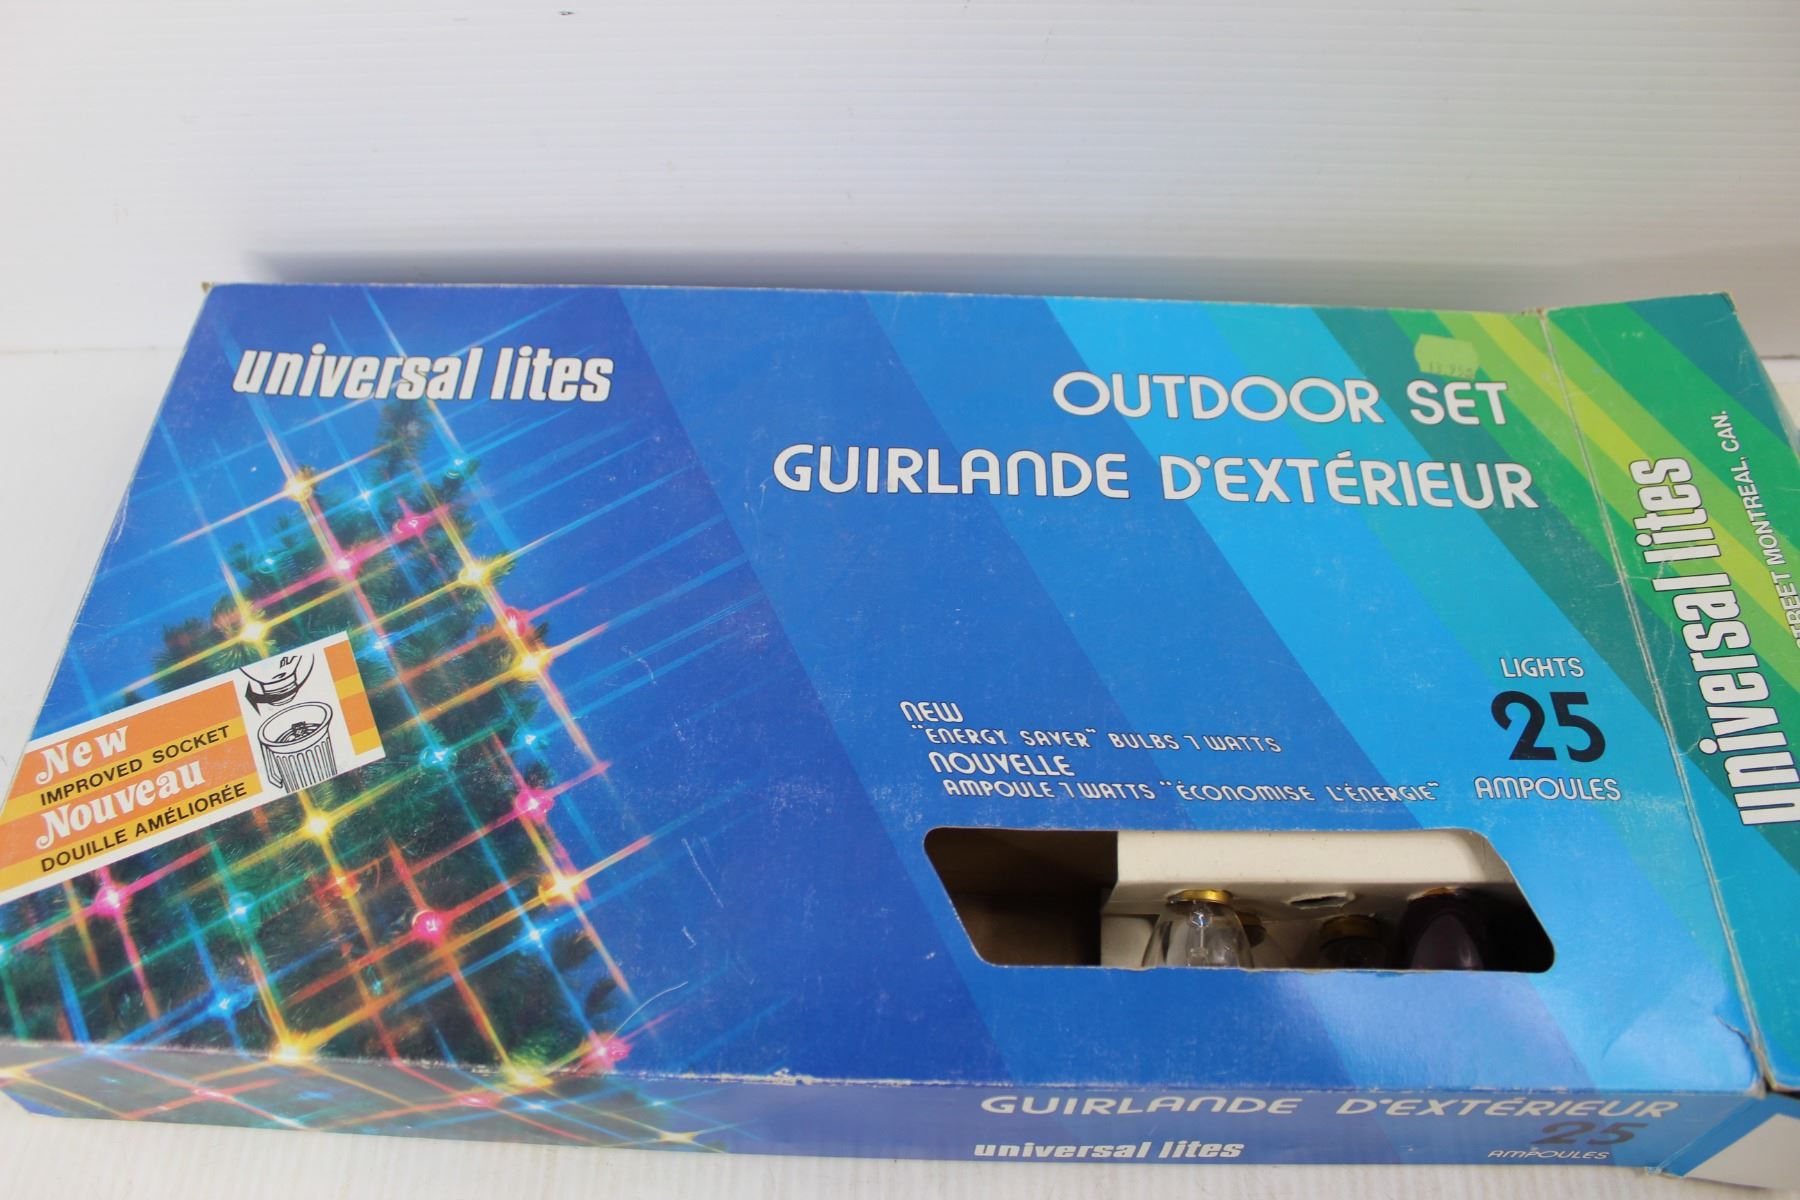 universal lites
OUTDOOR SET
GUIRLANDE D'EXTÉRIEUR
New
IMPROVED SOCKET
Nouveau
DOUILLE AMÉLIORÉE
NEW
"ENERGY SAVER" BULBS 7 WATTS
NOUVELLE
AMPOULE 7 WATTS "ÉCONOMISE L'ÉNERGIE"
LIGHTS
25
AMPOULES
universal lites
STREET MONTREAL, CAN.
GUIRLANDE D'EXTÉRIEUR
25
AMPOULES
universal lites